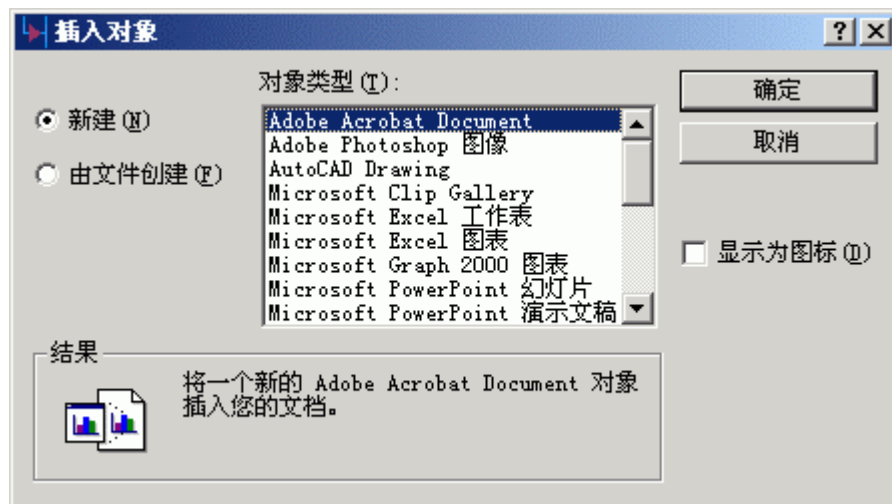 插入对象
对象类型(T):
新建(N)
由文件创建(F)
Adobe Acrobat Document
Adobe Photoshop 图像
AutoCAD Drawing
Microsoft Clip Gallery
Microsoft Excel 工作表
Microsoft Excel 图表
Microsoft Graph 2000 图表
Microsoft PowerPoint 幻灯片
Microsoft PowerPoint 演示文稿
确定
取消
显示为图标(D)
结果
将一个新的 Adobe Acrobat Document 对象
插入您的文档。